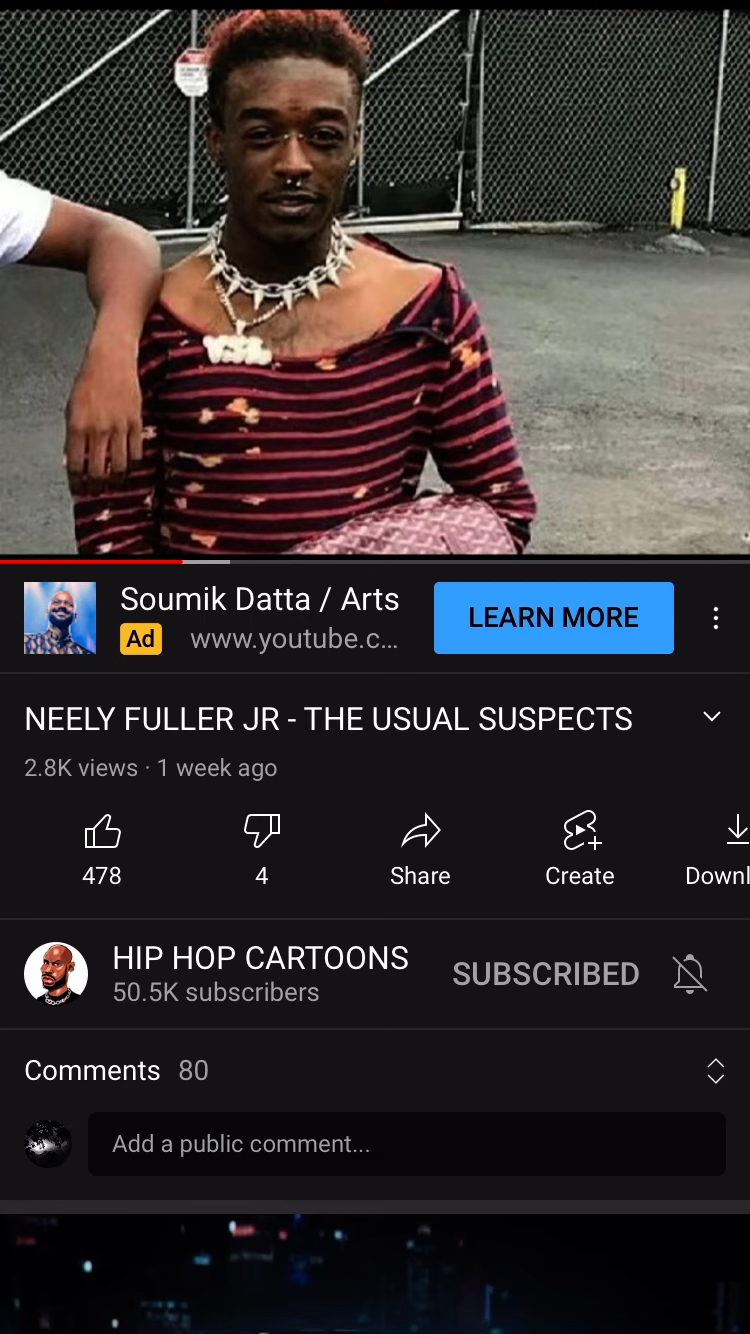 Soumik Datta / Arts
Ad www.youtube.c...
LEARN MORE
NEELY FULLER JR - THE USUAL SUSPECTS
2.8K views · 1 week ago
478
4
Share
Create
Downl
HIP HOP CARTOONS
50.5K subscribers
SUBSCRIBED
Comments 80
Add a public comment...